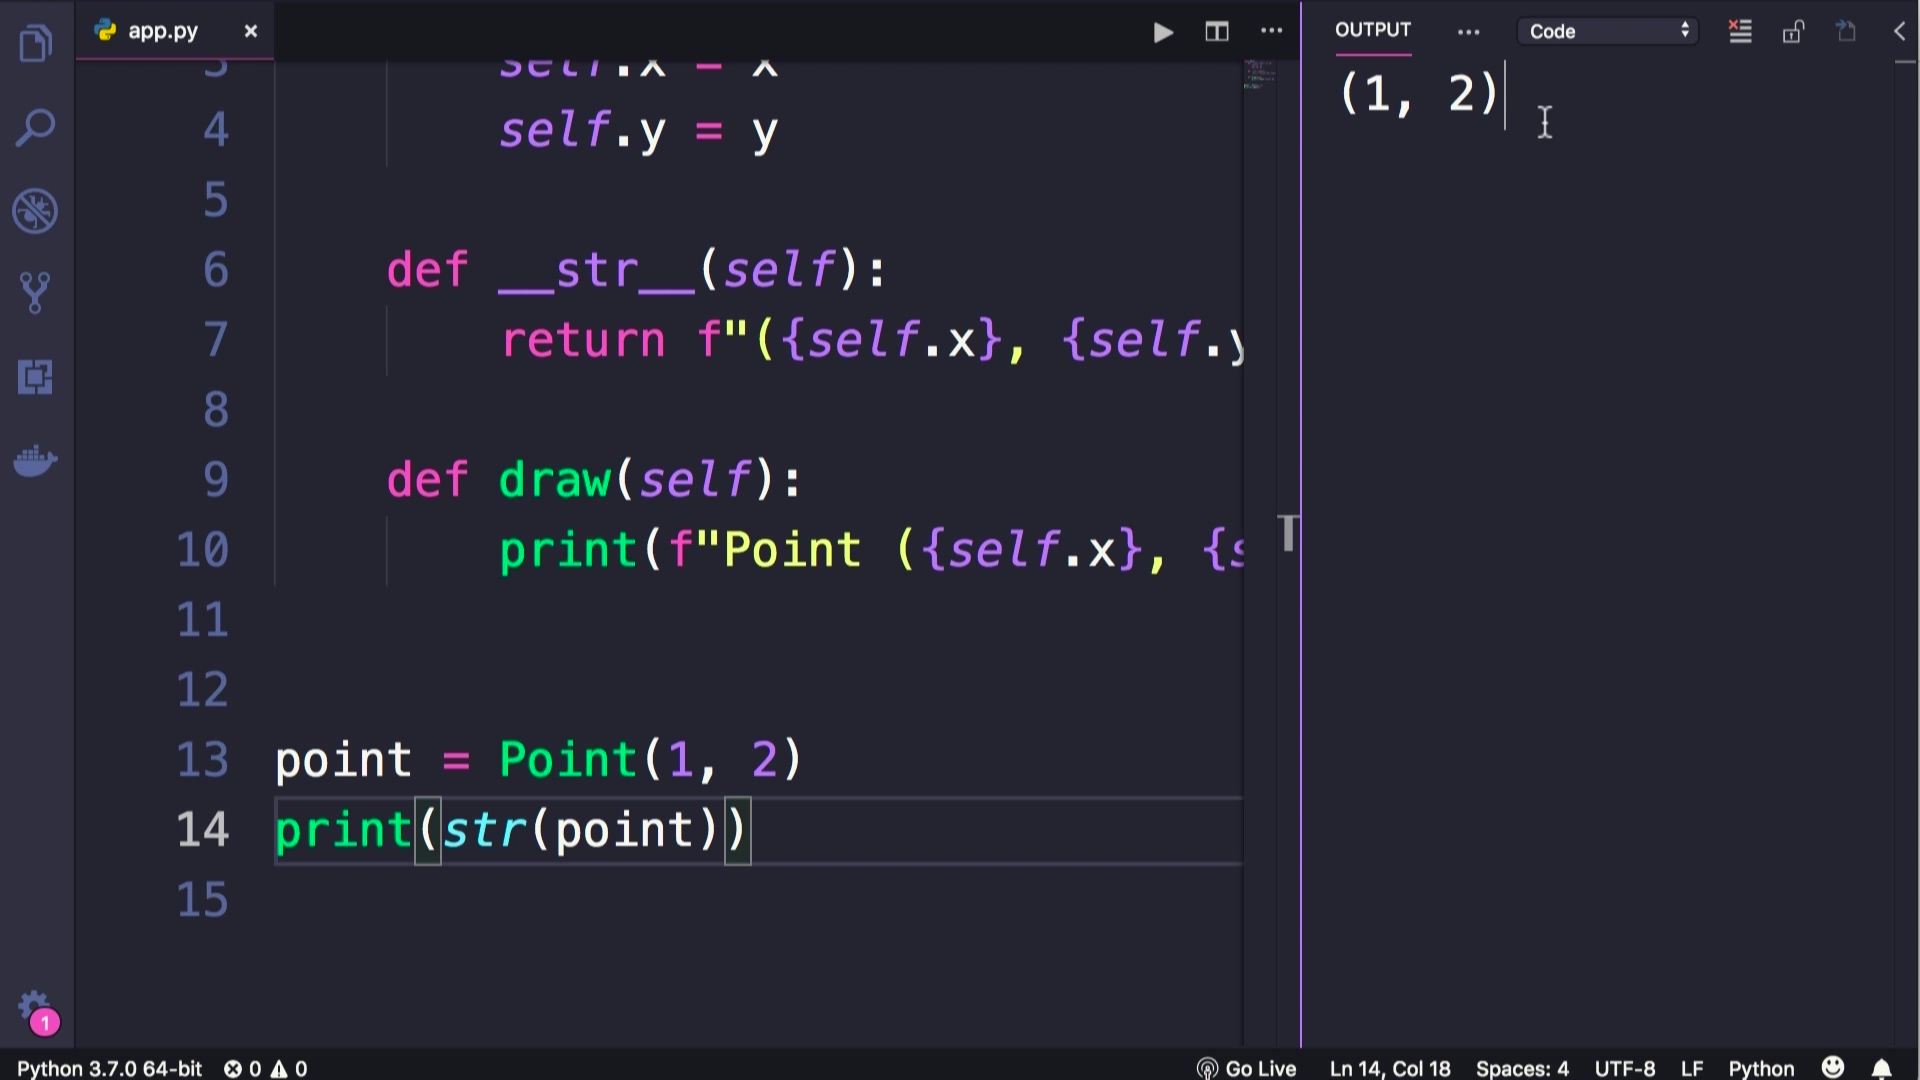 app.py
OUTPUT
Code
(1, 2)
3 self.x = x
4 self.y = y
5
6 def __str__(self):
7 return f"({self.x}, {self.y
8
9 def draw(self):
10 print(f"Point ({self.x}, {s
11
12
13 point = Point(1, 2)
14 print(str(point))
15
1
Python 3.7.0 64-bit 0 0 Go Live Ln 14, Col 18 Spaces: 4 UTF-8 LF Python